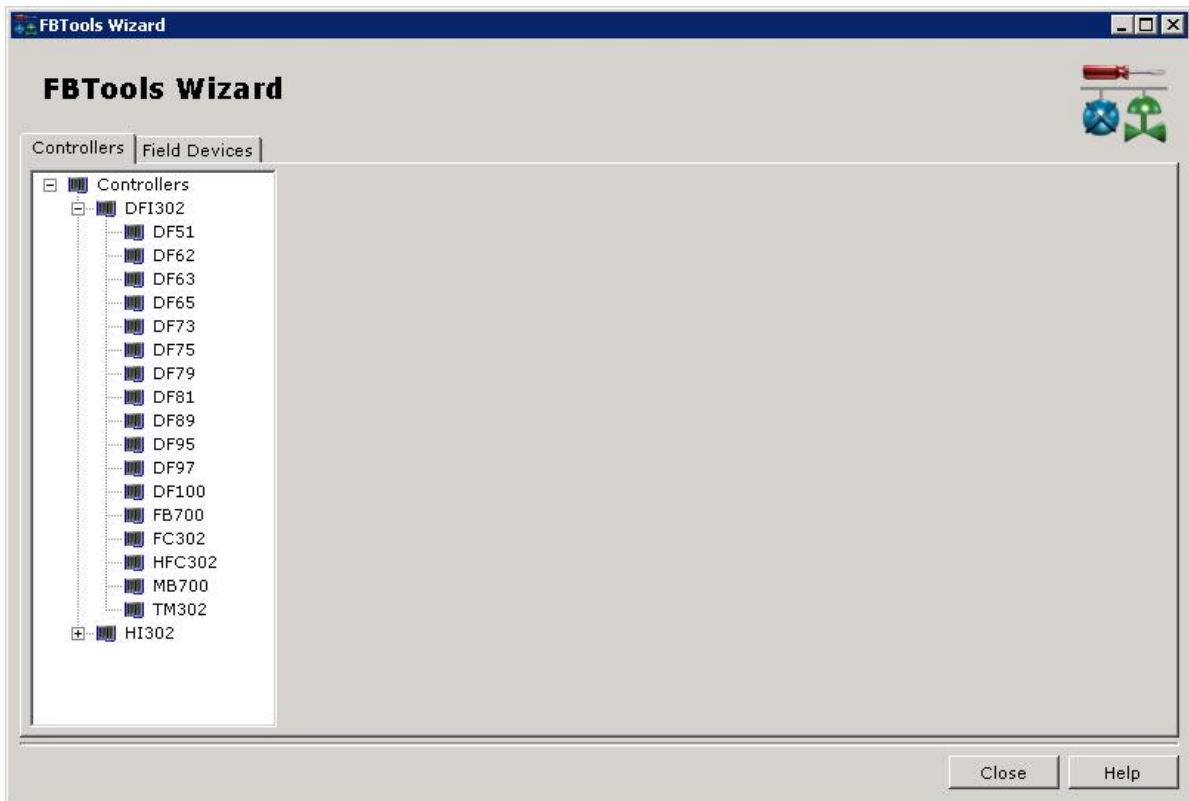 FBTools Wizard
FBTools Wizard
Controllers
Field Devices
Controllers
DFI302
DF51
DF62
DF63
DF65
DF73
DF75
DF79
DF81
DF89
DF95
DF97
DF100
FB700
FC302
HFC302
MB700
TM302
HI302
Close
Help